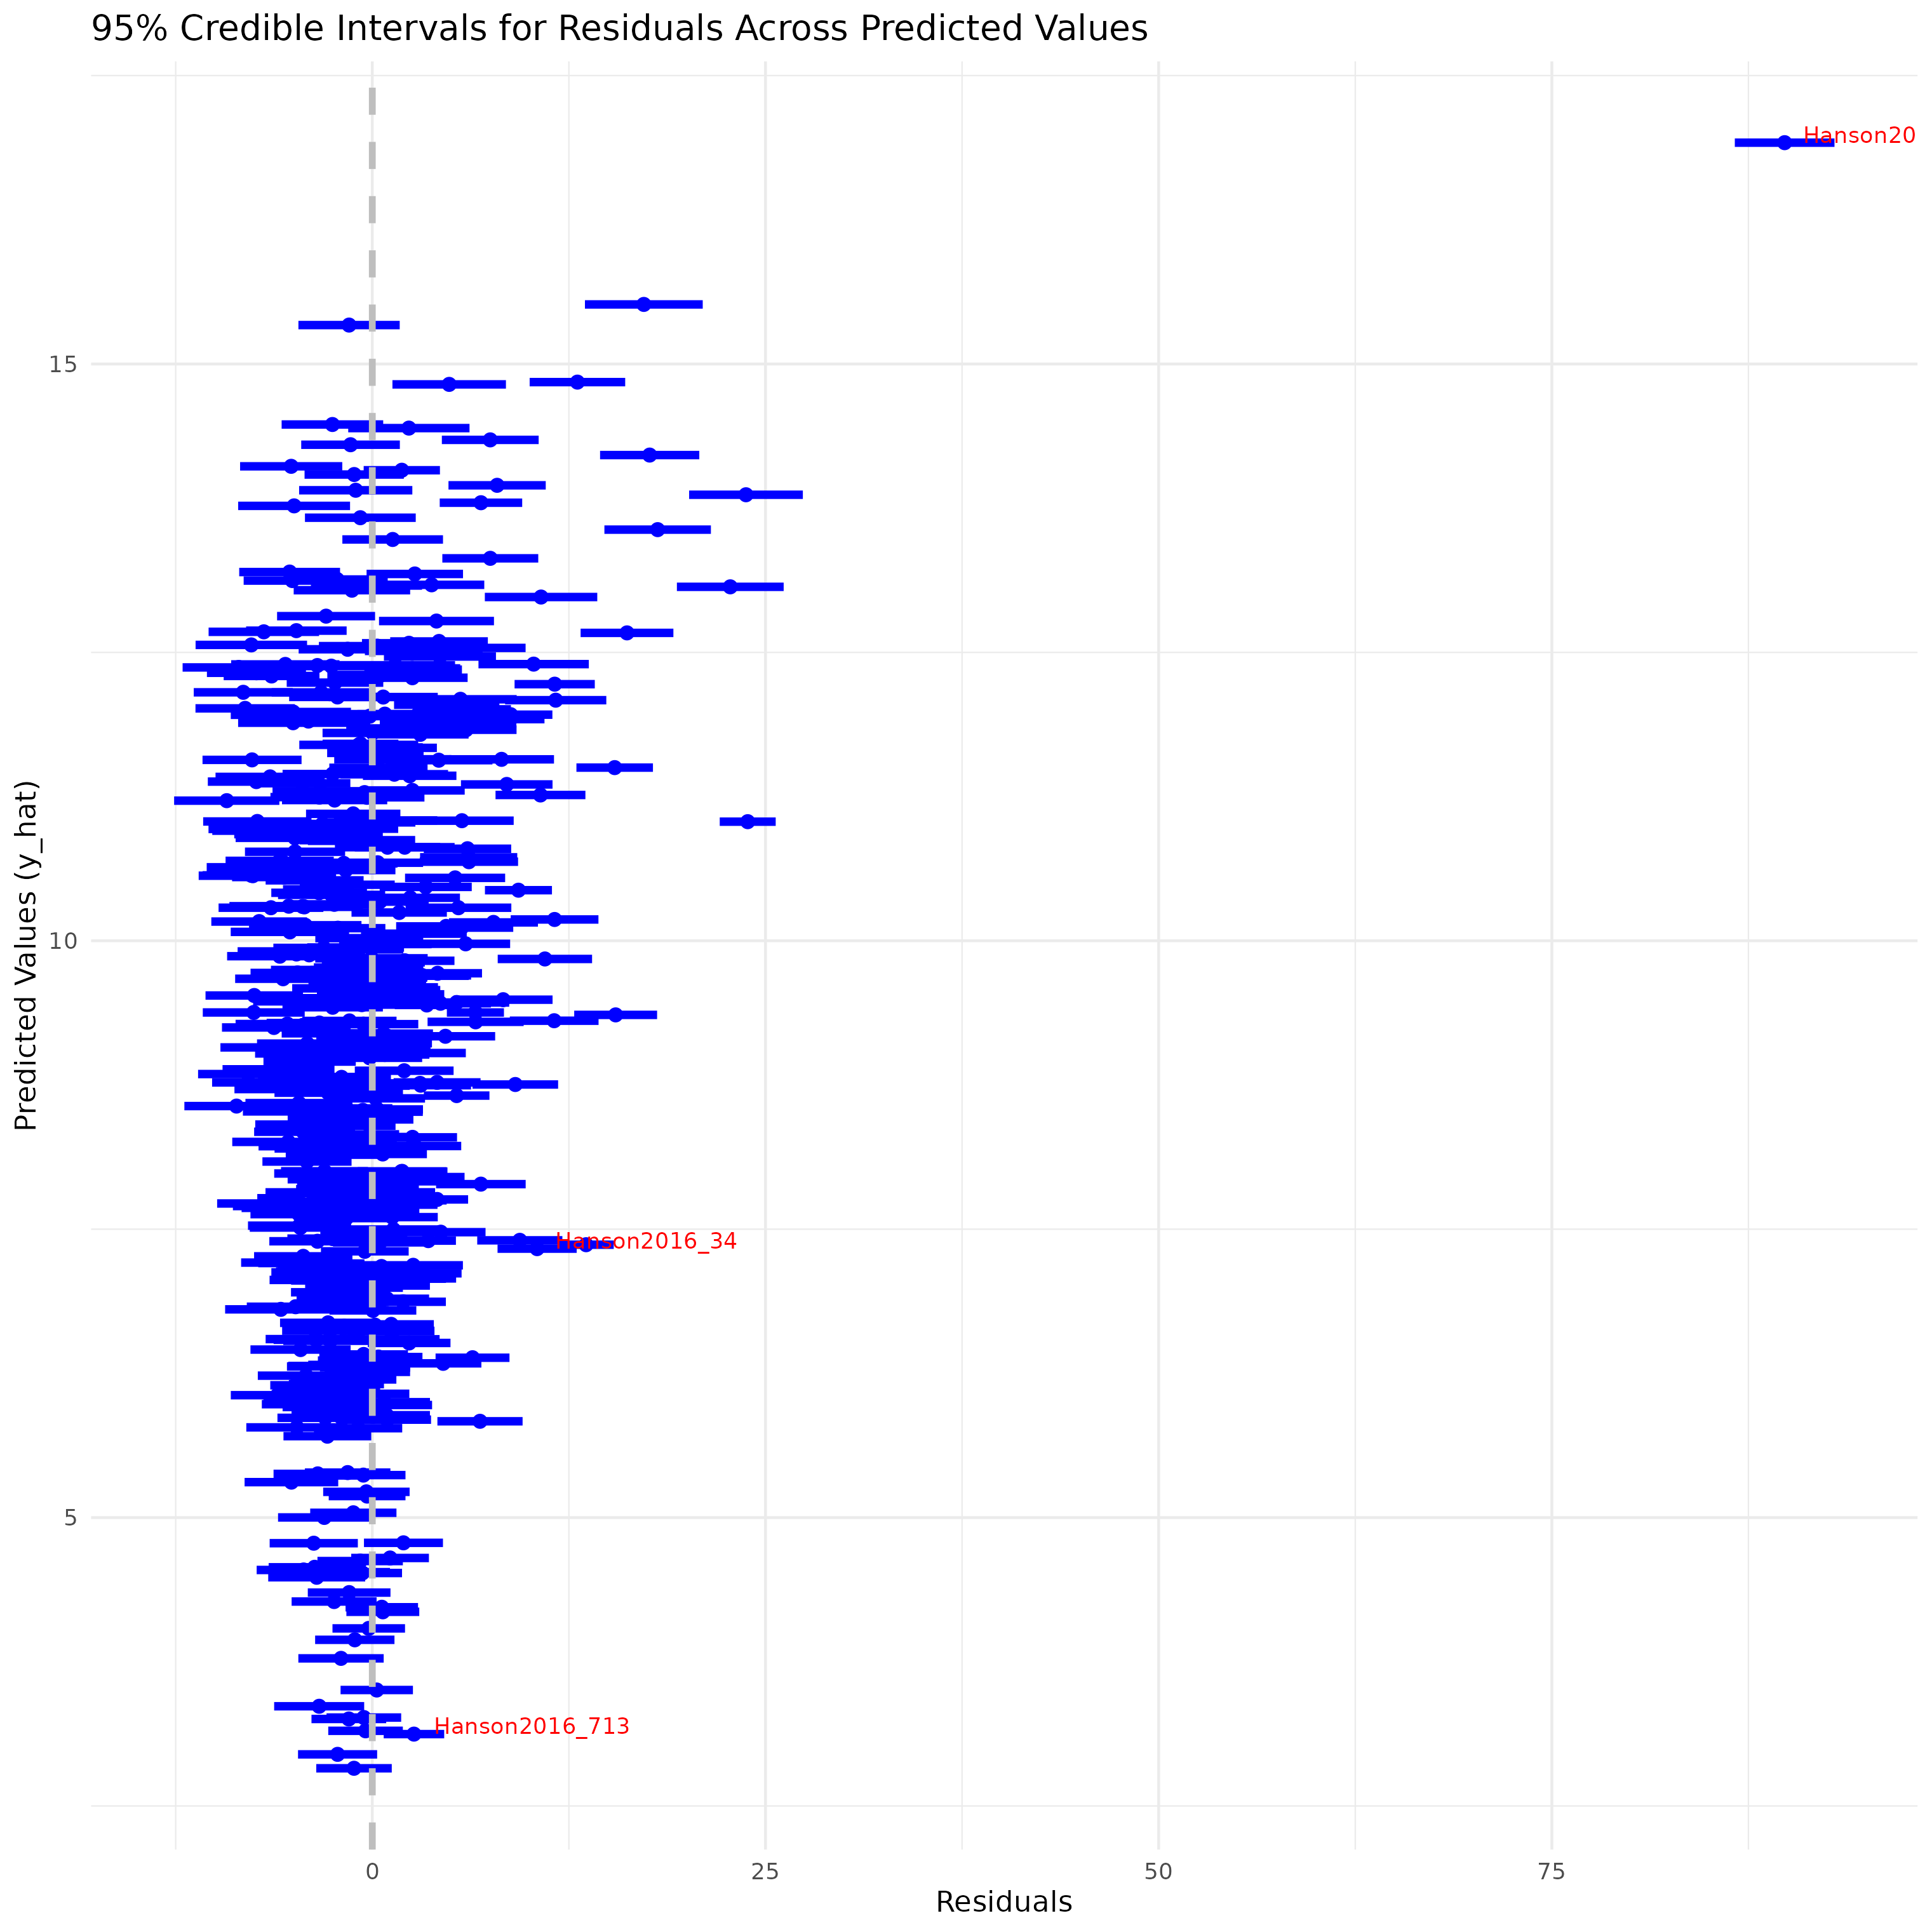 95% Credible Intervals for Residuals Across Predicted Values
Hanson20
15
Predicted Values (y_hat)
10
Hanson2016_34
5
Hanson2016_713
0 25 50 75
Residuals